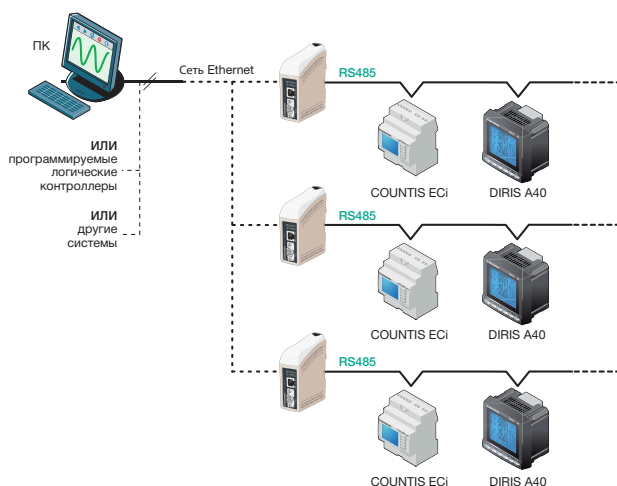 ПК
Сеть Ethernet
RS485
COUNTIS ECi
DIRIS A40
ИЛИ
программируемые
логические
контроллеры
ИЛИ
другие
системы
RS485
COUNTIS ECi
DIRIS A40
RS485
COUNTIS ECi
DIRIS A40